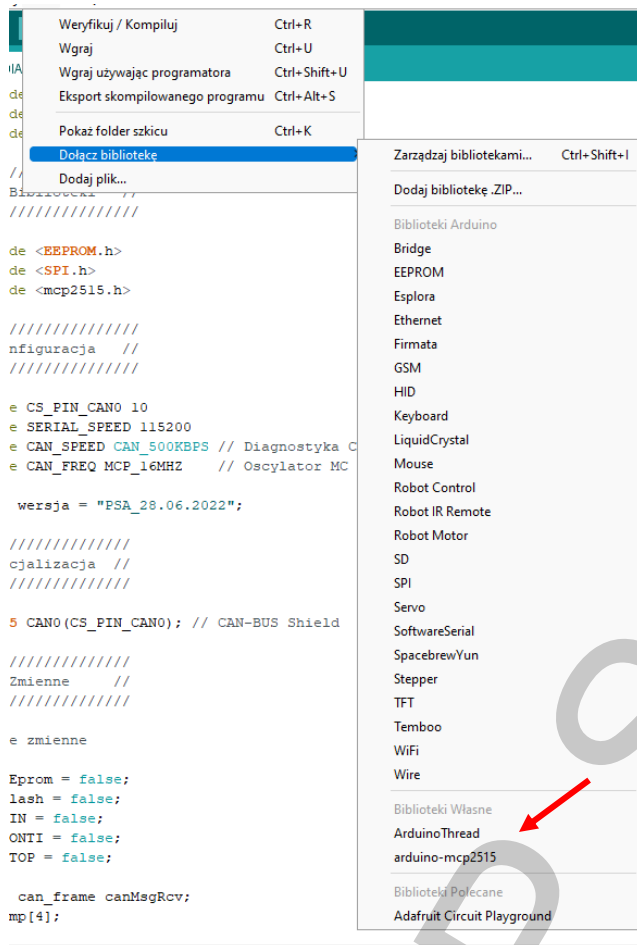 Weryfikuj / Kompiluj Ctrl+R
Wgraj Ctrl+U
Wgraj używając programatora Ctrl+Shift+U
Eksport skompilowanego programu Ctrl+Alt+S
Pokaż folder szkicu Ctrl+K
Dołącz bibliotekę
Dodaj plik...
Zarządzaj bibliotekami... Ctrl+Shift+I
Dodaj bibliotekę .ZIP...
Biblioteki Arduino
Bridge
EEPROM
Esplora
Ethernet
Firmata
GSM
HID
Keyboard
LiquidCrystal
Mouse
Robot Control
Robot IR Remote
Robot Motor
SD
SPI
Servo
SoftwareSerial
SpacebrewYun
Stepper
TFT
Temboo
WiFi
Wire
Biblioteki Własne
ArduinoThread
arduino-mcp2515
Biblioteki Polecane
Adafruit Circuit Playground
IA
de
de
de
//
Biblioteki //
///////////////
de <EEPROM.h>
de <SPI.h>
de <mcp2515.h>
///////////////
nfiguracja //
///////////////
e CS_PIN_CAN0 10
e SERIAL_SPEED 115200
e CAN_SPEED CAN_500KBPS // Diagnostyka C
e CAN_FREQ MCP_16MHZ // Oscylator MC
wersja = "PSA_28.06.2022";
//////////////
cjalizacja //
//////////////
5 CAN0(CS_PIN_CAN0); // CAN-BUS Shield
//////////////
Zmienne //
//////////////
e zmienne
Eprom = false;
lash = false;
IN = false;
ONTI = false;
TOP = false;
can_frame canMsgRcv;
mp[4];